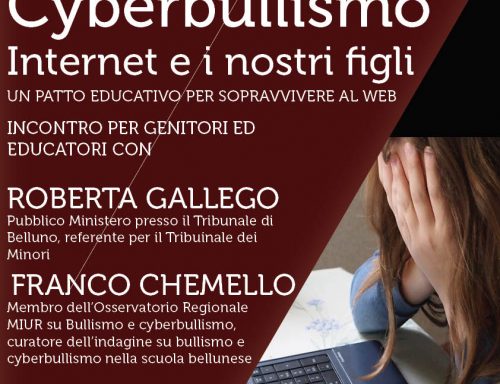 Cyberbullismo
Internet e i nostri figli
UN PATTO EDUCATIVO PER SOPRAVVIVERE AL WEB
INCONTRO PER GENITORI ED
EDUCATORI CON
ROBERTA GALLEGO
Pubblico Ministero presso il Tribunale di
Belluno, referente per il Tribuinale dei
Minori
FRANCO CHEMELLO
Membro dell'Osservatorio Regionale
MIUR su Bullismo e cyberbullismo,
curatore dell'indagine su bullismo e
cyberbullismo nella scuola bellunese